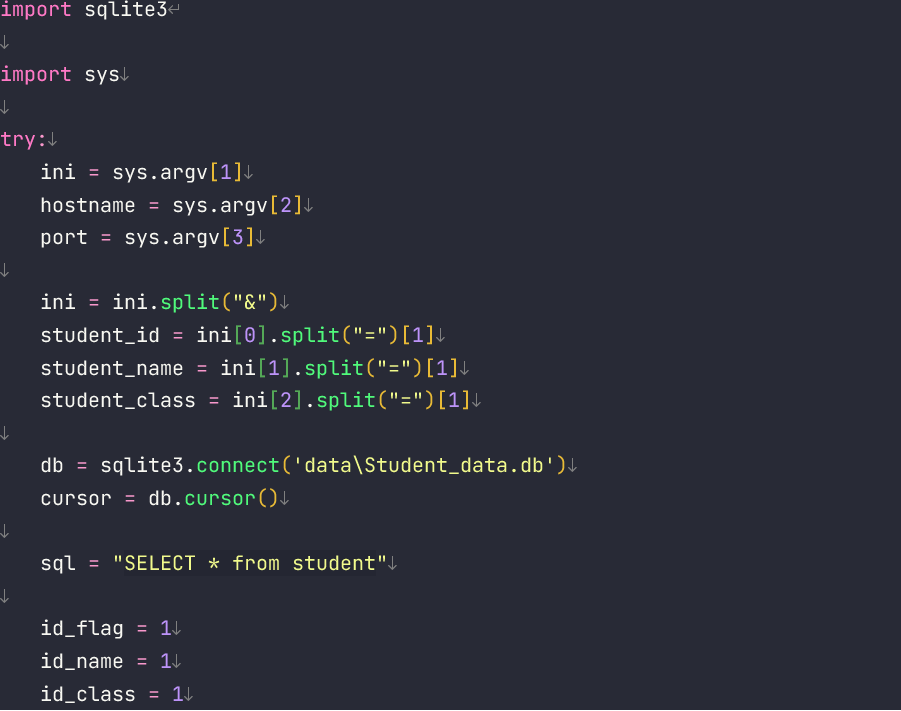 import sqlite3↵
↓
import sys↓
↓
try:↓
    ini = sys.argv[1]↓
    hostname = sys.argv[2]↓
    port = sys.argv[3]↓
↓
    ini = ini.split("&")↓
    student_id = ini[0].split("=")[1]↓
    student_name = ini[1].split("=")[1]↓
    student_class = ini[2].split("=")[1]↓
↓
    db = sqlite3.connect('data\Student_data.db')↓
    cursor = db.cursor()↓
↓
    sql = "SELECT * from student"↓
↓
    id_flag = 1↓
    id_name = 1↓
    id_class = 1↓